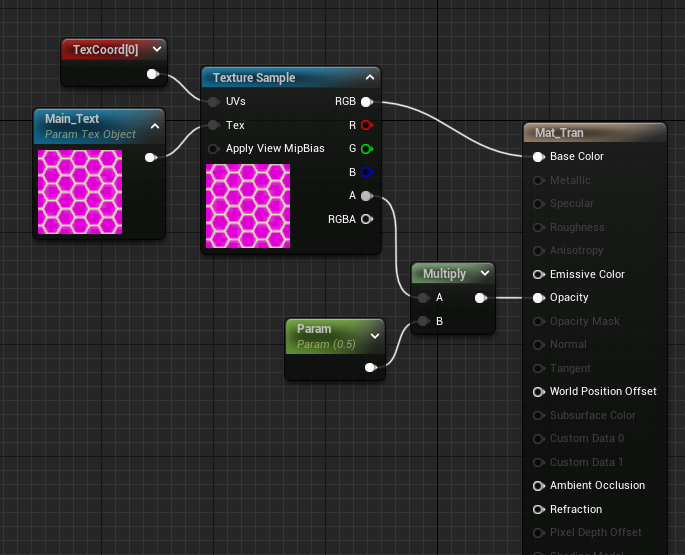 TexCoord[0]
Main_Text
Param Tex Object
Texture Sample
UVs
RGB
Tex
R
Apply View MipBias
G
B
A
RGBA
Multiply
A
B
Param
Param (0.5)
Mat_Tran
Base Color
Metallic
Specular
Roughness
Anisotropy
Emissive Color
Opacity
Opacity Mask
Normal
Tangent
World Position Offset
Subsurface Color
Custom Data 0
Custom Data 1
Ambient Occlusion
Refraction
Pixel Depth Offset
Shading Model